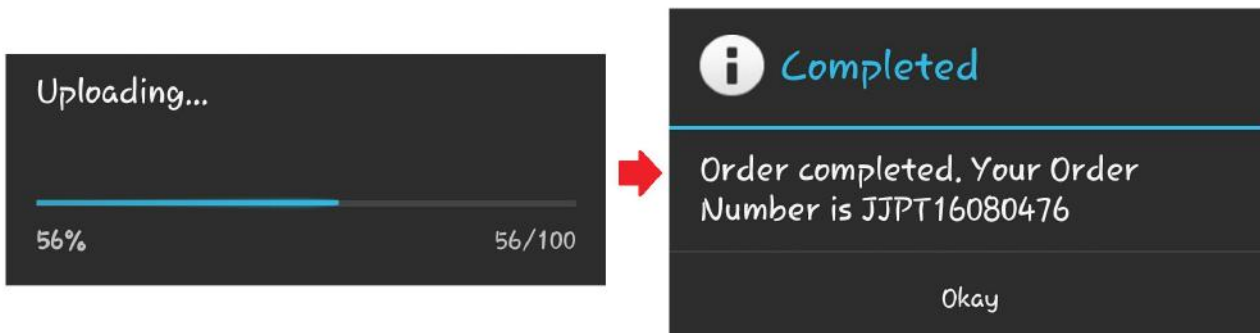 Uploading...
56%
56/100
Completed
Order completed. Your Order
Number is JJPT16080476
Okay